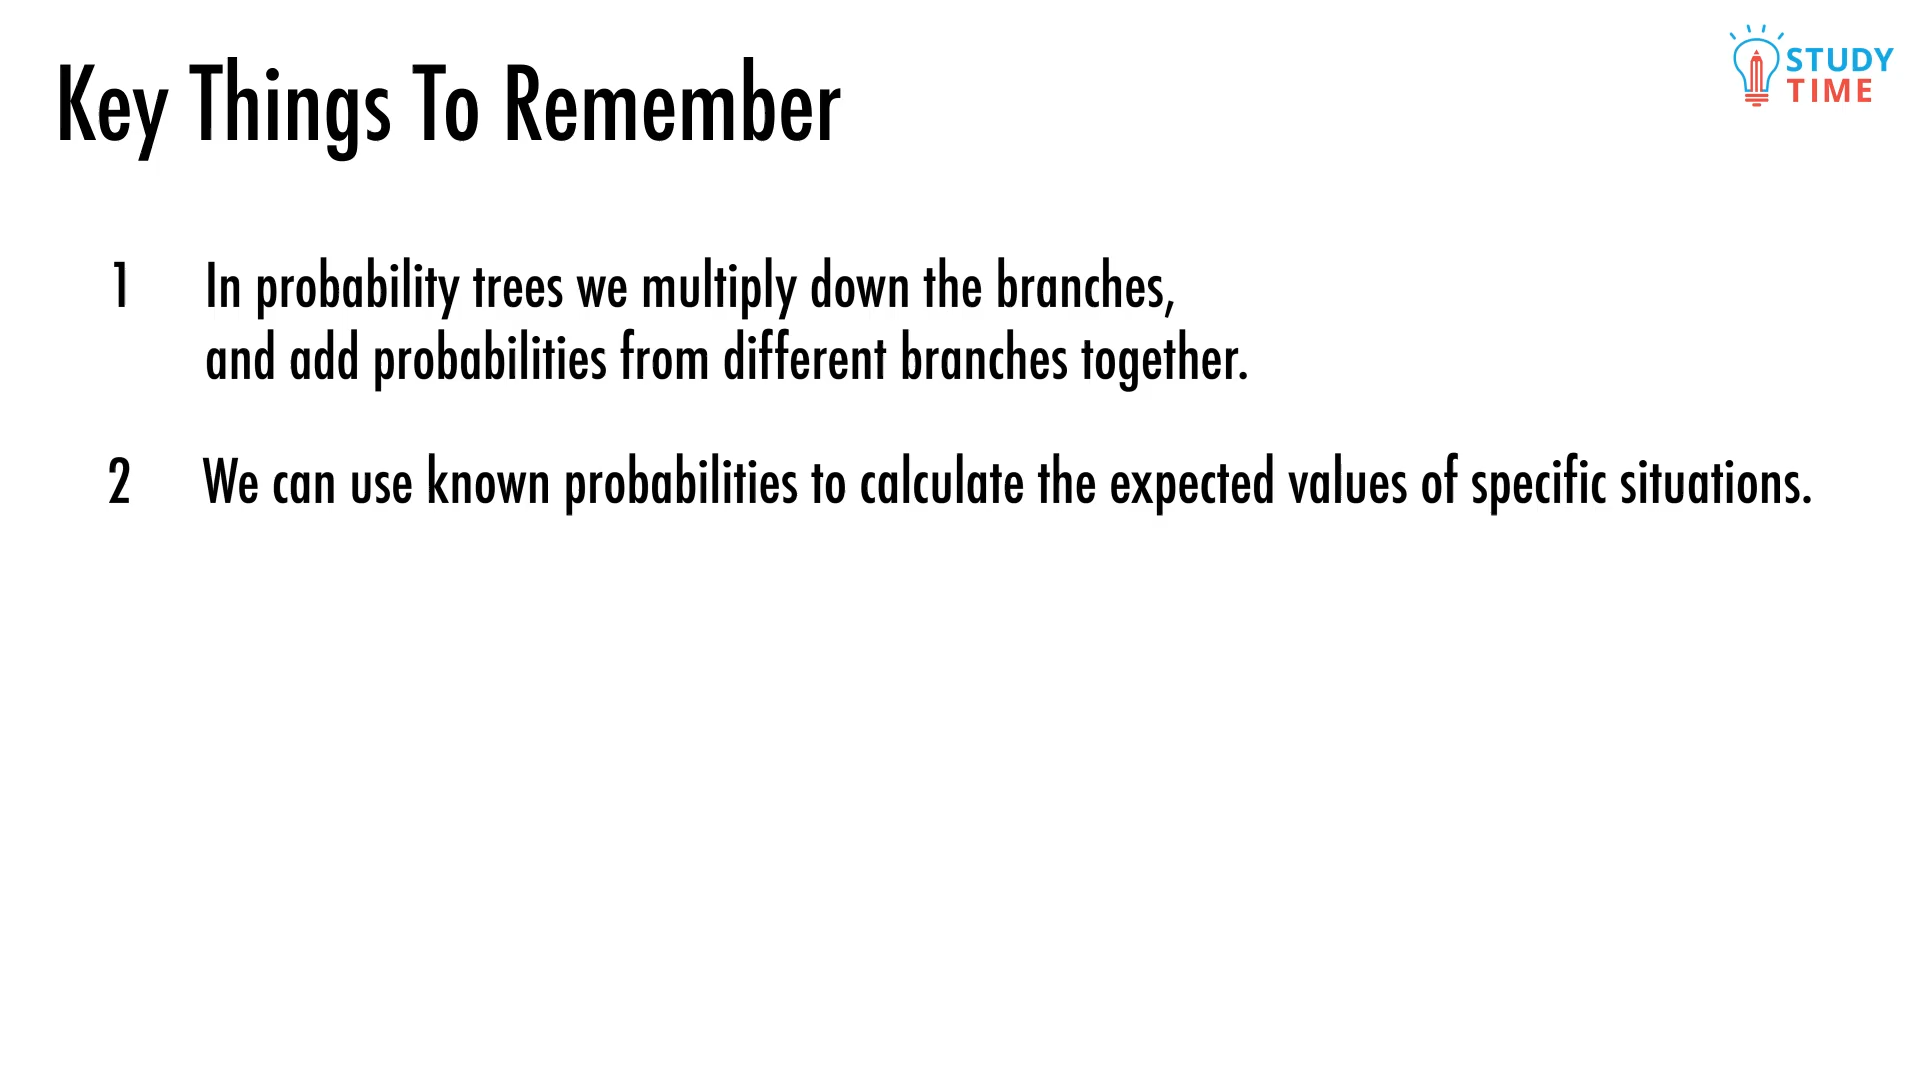 Key Things To Remember
STUDY
TIME
1 In probability trees we multiply down the branches,
and add probabilities from different branches together.
2 We can use known probabilities to calculate the expected values of specific situations.